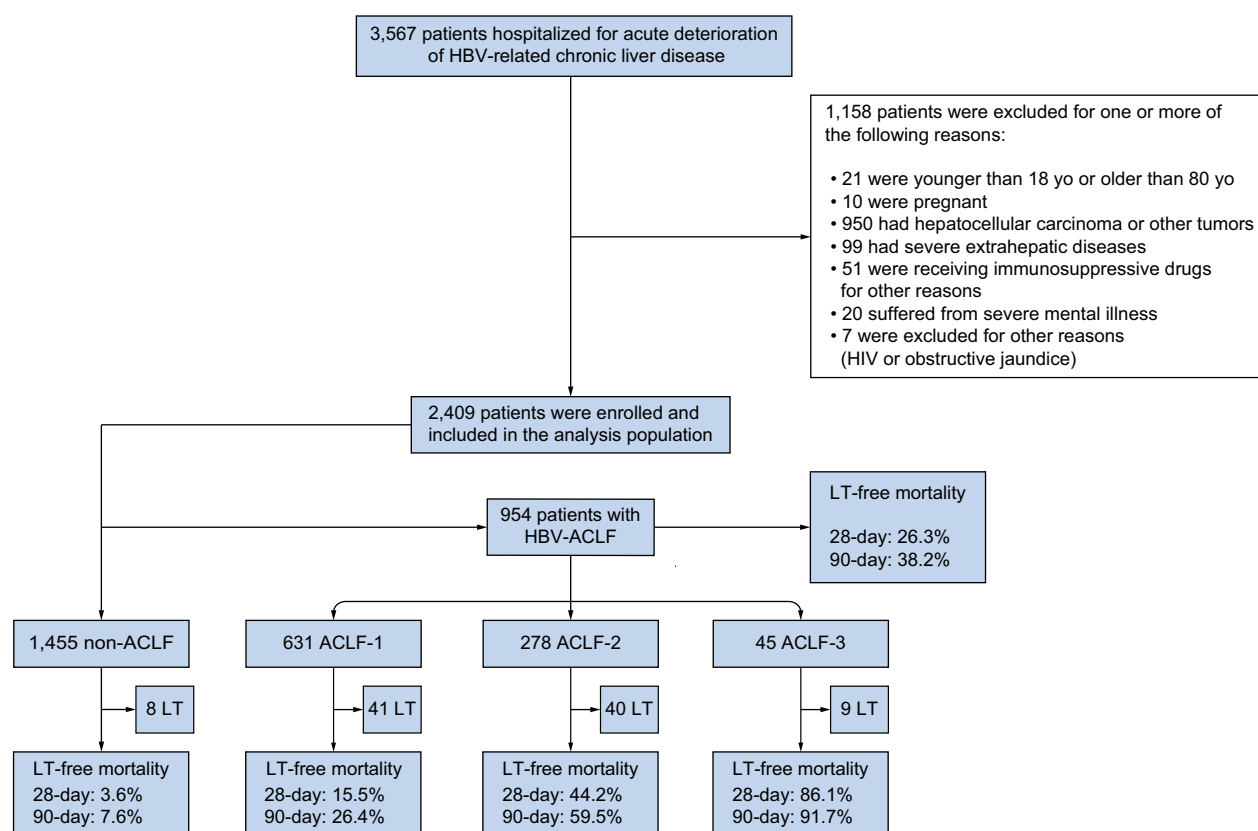 3,567 patients hospitalized for acute deterioration
of HBV-related chronic liver disease
1,158 patients were excluded for one or more of
the following reasons:
• 21 were younger than 18 yo or older than 80 yo
• 10 were pregnant
• 950 had hepatocellular carcinoma or other tumors
• 99 had severe extrahepatic diseases
• 51 were receiving immunosuppressive drugs
for other reasons
• 20 suffered from severe mental illness
• 7 were excluded for other reasons
(HIV or obstructive jaundice)
2,409 patients were enrolled and
included in the analysis population
954 patients with
HBV-ACLF
LT-free mortality
28-day: 26.3%
90-day: 38.2%
1,455 non-ACLF
631 ACLF-1
278 ACLF-2
45 ACLF-3
8 LT
41 LT
40 LT
9 LT
LT-free mortality
28-day: 3.6%
90-day: 7.6%
LT-free mortality
28-day: 15.5%
90-day: 26.4%
LT-free mortality
28-day: 44.2%
90-day: 59.5%
LT-free mortality
28-day: 86.1%
90-day: 91.7%